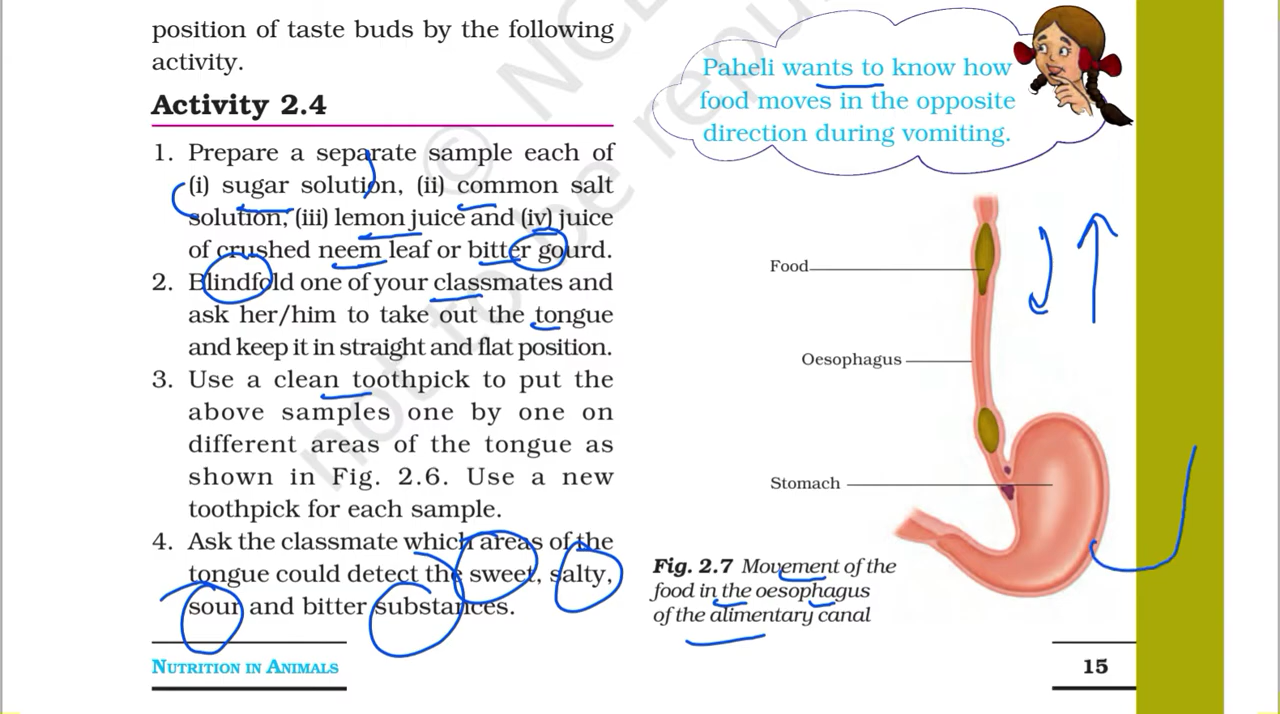 position of taste buds by the following
activity.
Activity 2.4
1. Prepare a separate sample each of
(i) sugar solution, (ii) common salt
solution, (iii) lemon juice and (iv) juice
of crushed neem leaf or bitter gourd.
2. Blindfold one of your classmates and
ask her/him to take out the tongue
and keep it in straight and flat position.
3. Use a clean toothpick to put the
above samples one by one on
different areas of the tongue as
shown in Fig. 2.6. Use a new
toothpick for each sample.
4. Ask the classmate which areas of the
tongue could detect the sweet, salty,
sour and bitter substances.
Paheli wants to know how
food moves in the opposite
direction during vomiting.
Food
Oesophagus
Stomach
Fig. 2.7 Movement of the
food in the oesophagus
of the alimentary canal
NUTRITION IN ANIMALS
15
not to be repu
© NCE